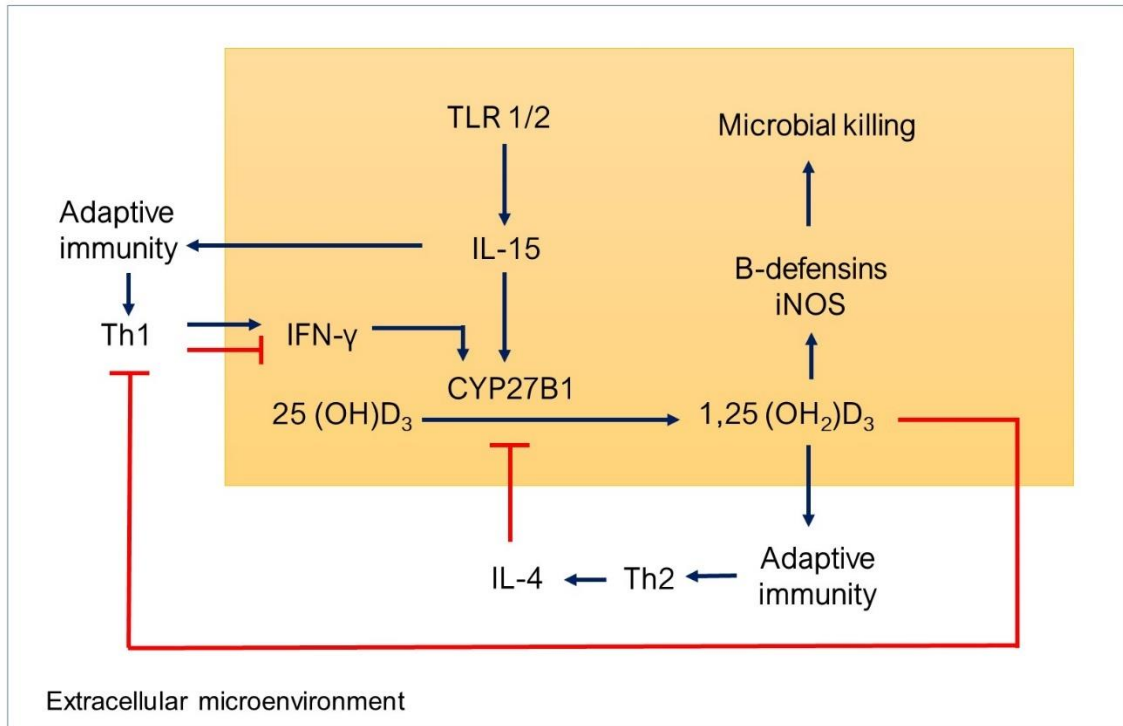 TLR 1/2
Microbial killing
Adaptive
immunity
IL-15
B-defensins
iNOS
Th1
IFN-γ
CYP27B1
25 (OH)D₃
1,25 (OH₂)D₃
IL-4
Th2
Adaptive
immunity
Extracellular microenvironment